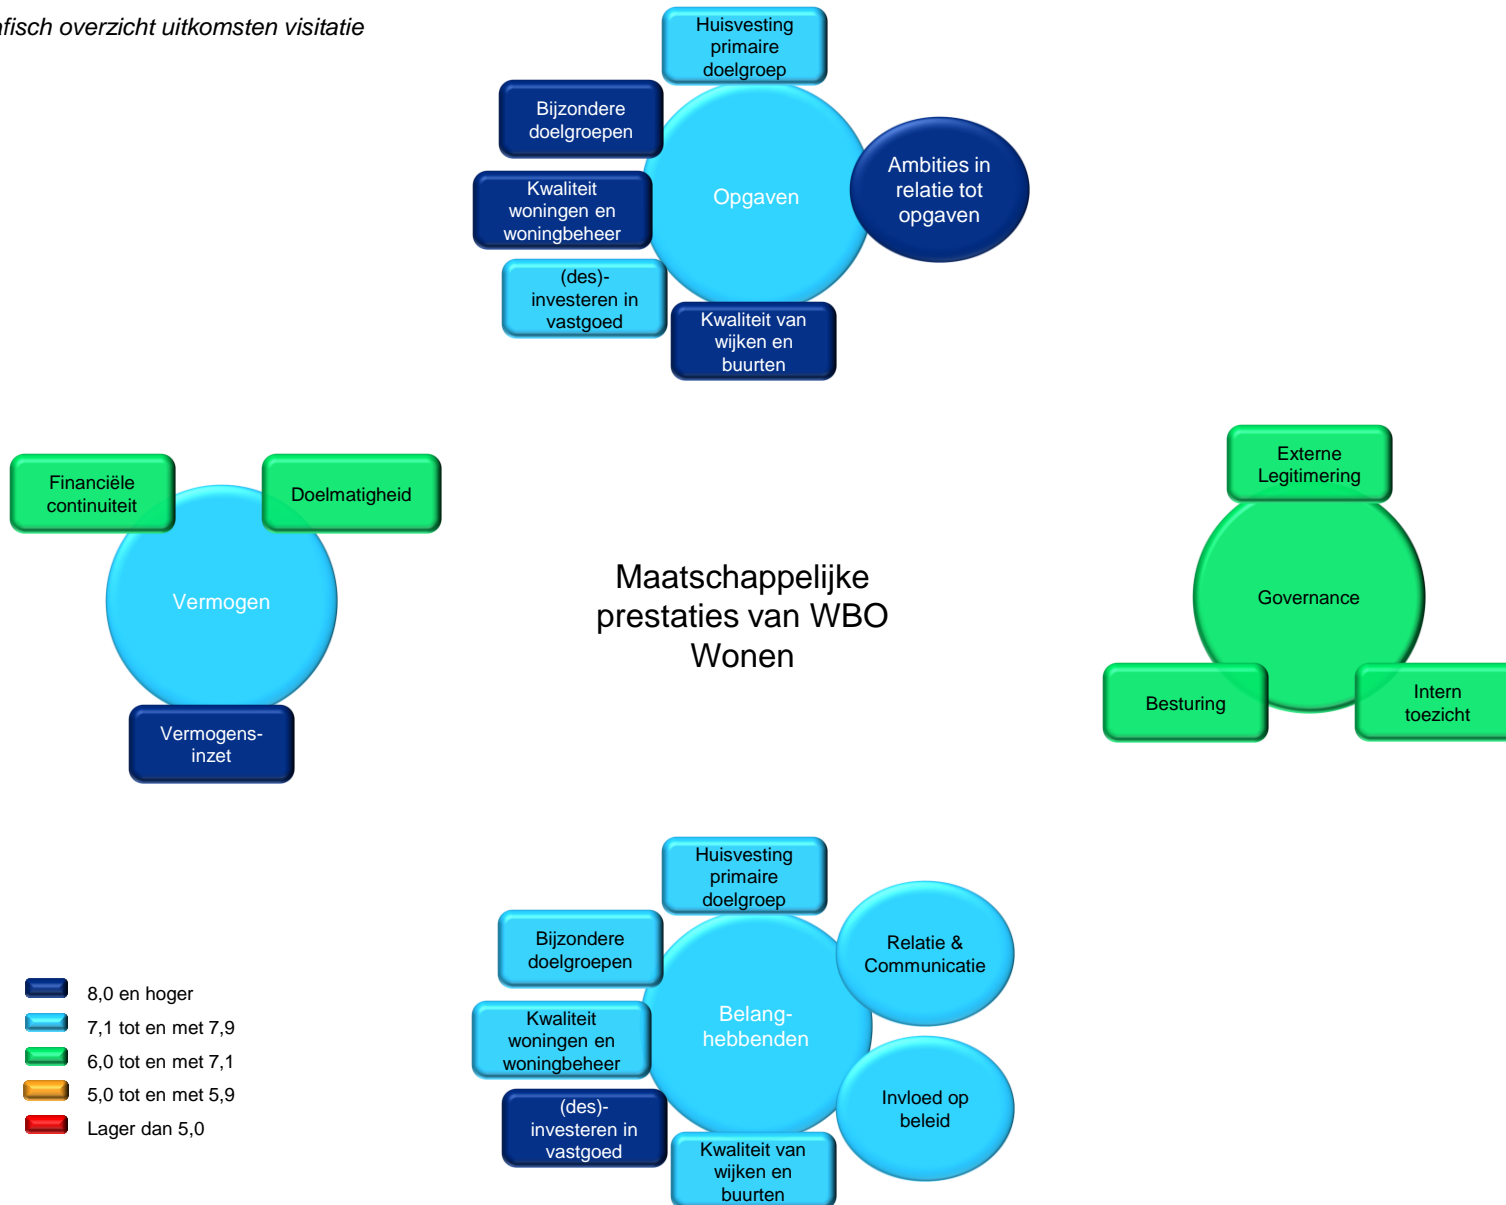 afisch overzicht uitkomsten visitatie
Huisvesting
primaire
doelgroep
Bijzondere
doelgroepen
Kwaliteit
woningen en
woningbeheer
(des)-
investeren in
vastgoed
Kwaliteit van
wijken en
buurten
Opgaven
Ambities in
relatie tot
opgaven
Financiële
continuiteit
Doelmatigheid
Vermogen
Vermogens-
inzet
Maatschappelijke
prestaties van WBO
Wonen
Externe
Legitimering
Governance
Besturing
Intern
toezicht
Huisvesting
primaire
doelgroep
Bijzondere
doelgroepen
Kwaliteit
woningen en
woningbeheer
(des)-
investeren in
vastgoed
Kwaliteit van
wijken en
buurten
Belang-
hebbenden
Relatie &
Communicatie
Invloed op
beleid
8,0 en hoger
7,1 tot en met 7,9
6,0 tot en met 7,1
5,0 tot en met 5,9
Lager dan 5,0